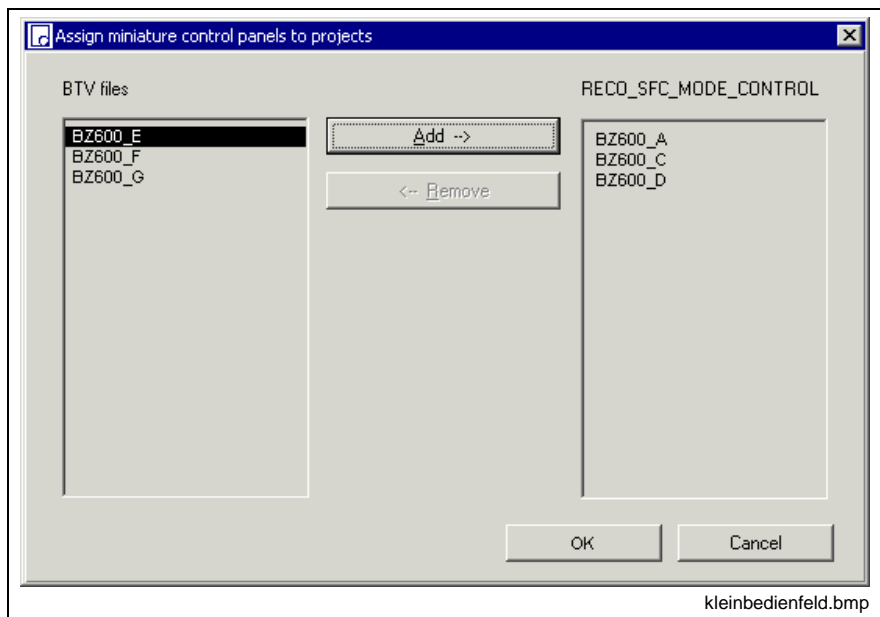 Assign miniature control panels to projects
BTV files
RECO_SFC_MODE_CONTROL
BZ600_E
BZ600_F
BZ600_G
Add -->
<-- Remove
BZ600_A
BZ600_C
BZ600_D
OK
Cancel
kleinbedienfeld.bmp